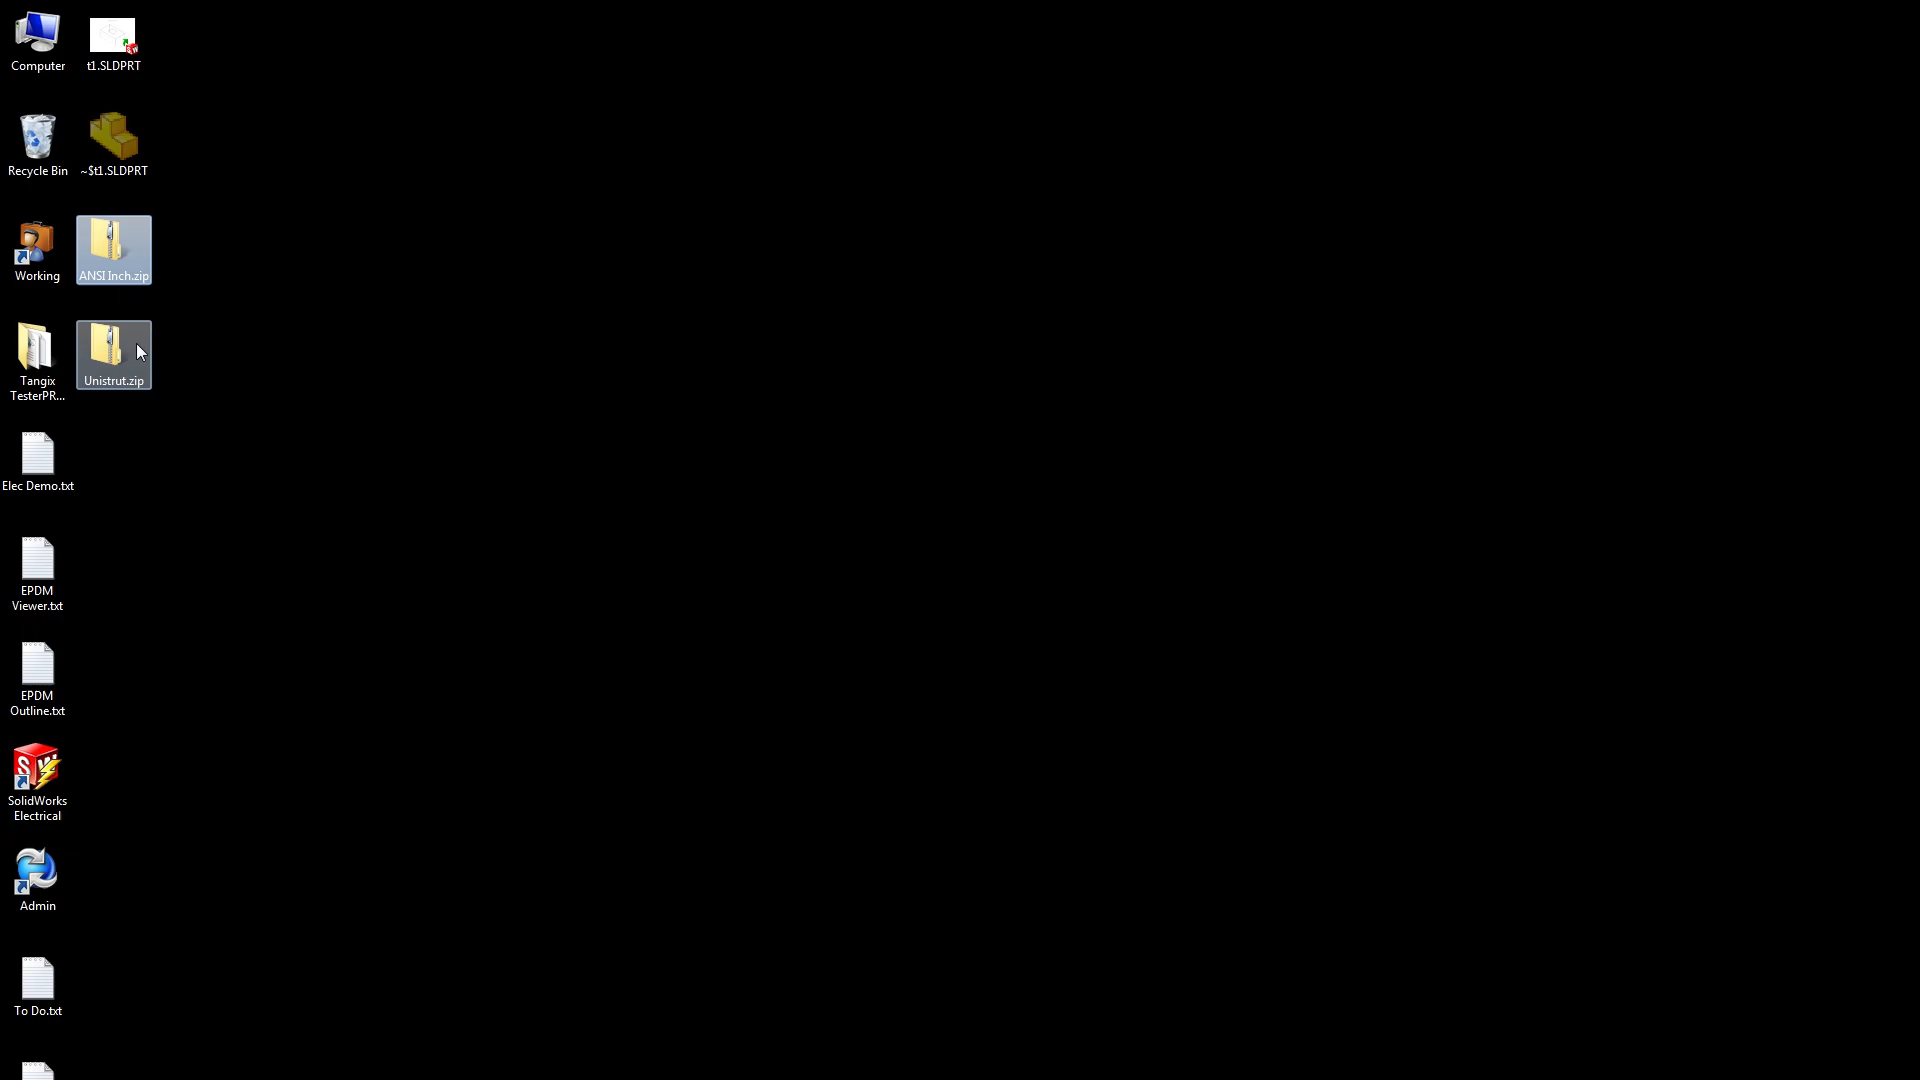 Computer
t1.SLDPRT
Recycle Bin
~$t1.SLDPRT
Working
ANSI Inch.zip
Tangix
TesterPR...
Unistrut.zip
Elec Demo.txt
EPDM
Viewer.txt
EPDM
Outline.txt
SolidWorks
Electrical
Admin
To Do.txt